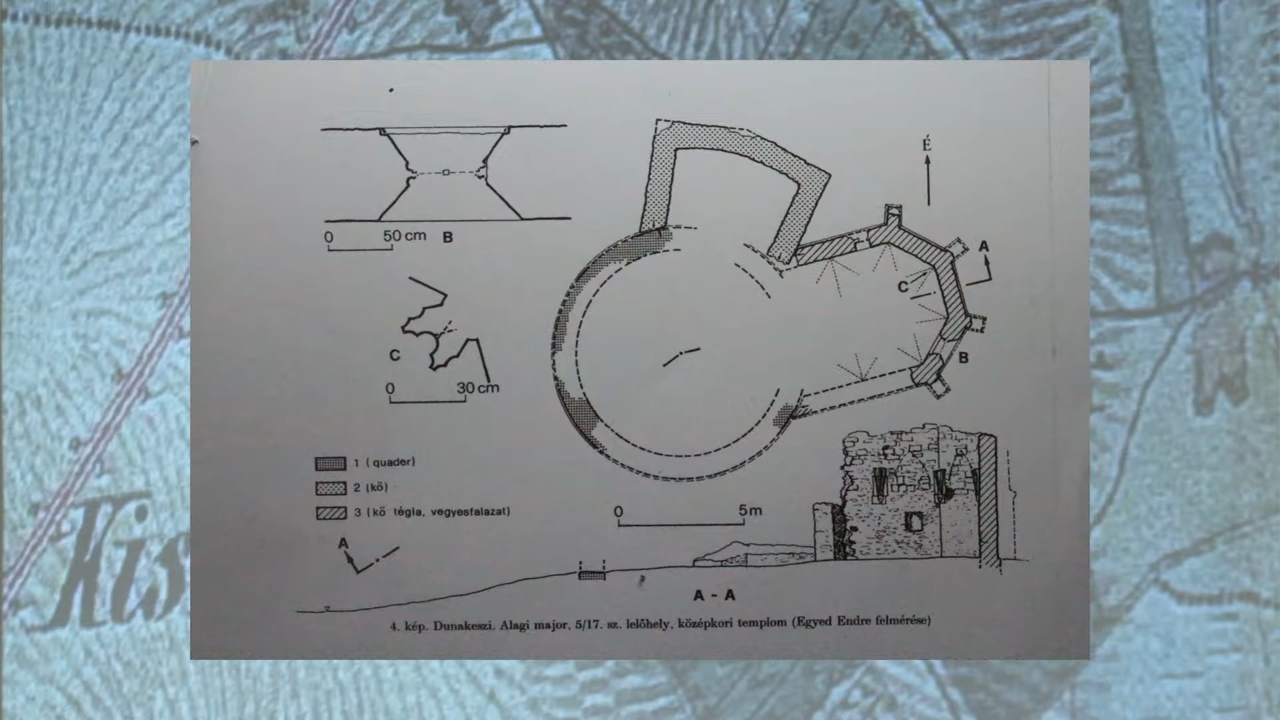 É
A
0 50 cm B
C
C
0 30 cm
B
1 ( quader)
2 (kő)
3 (kő tégla, vegyesfalazat)
0 5m
A
A - A
4. kép. Dunakeszi. Alagi major, 5/17. sz. lelőhely, középkori templom (Egyed Endre felmérése)
Kis